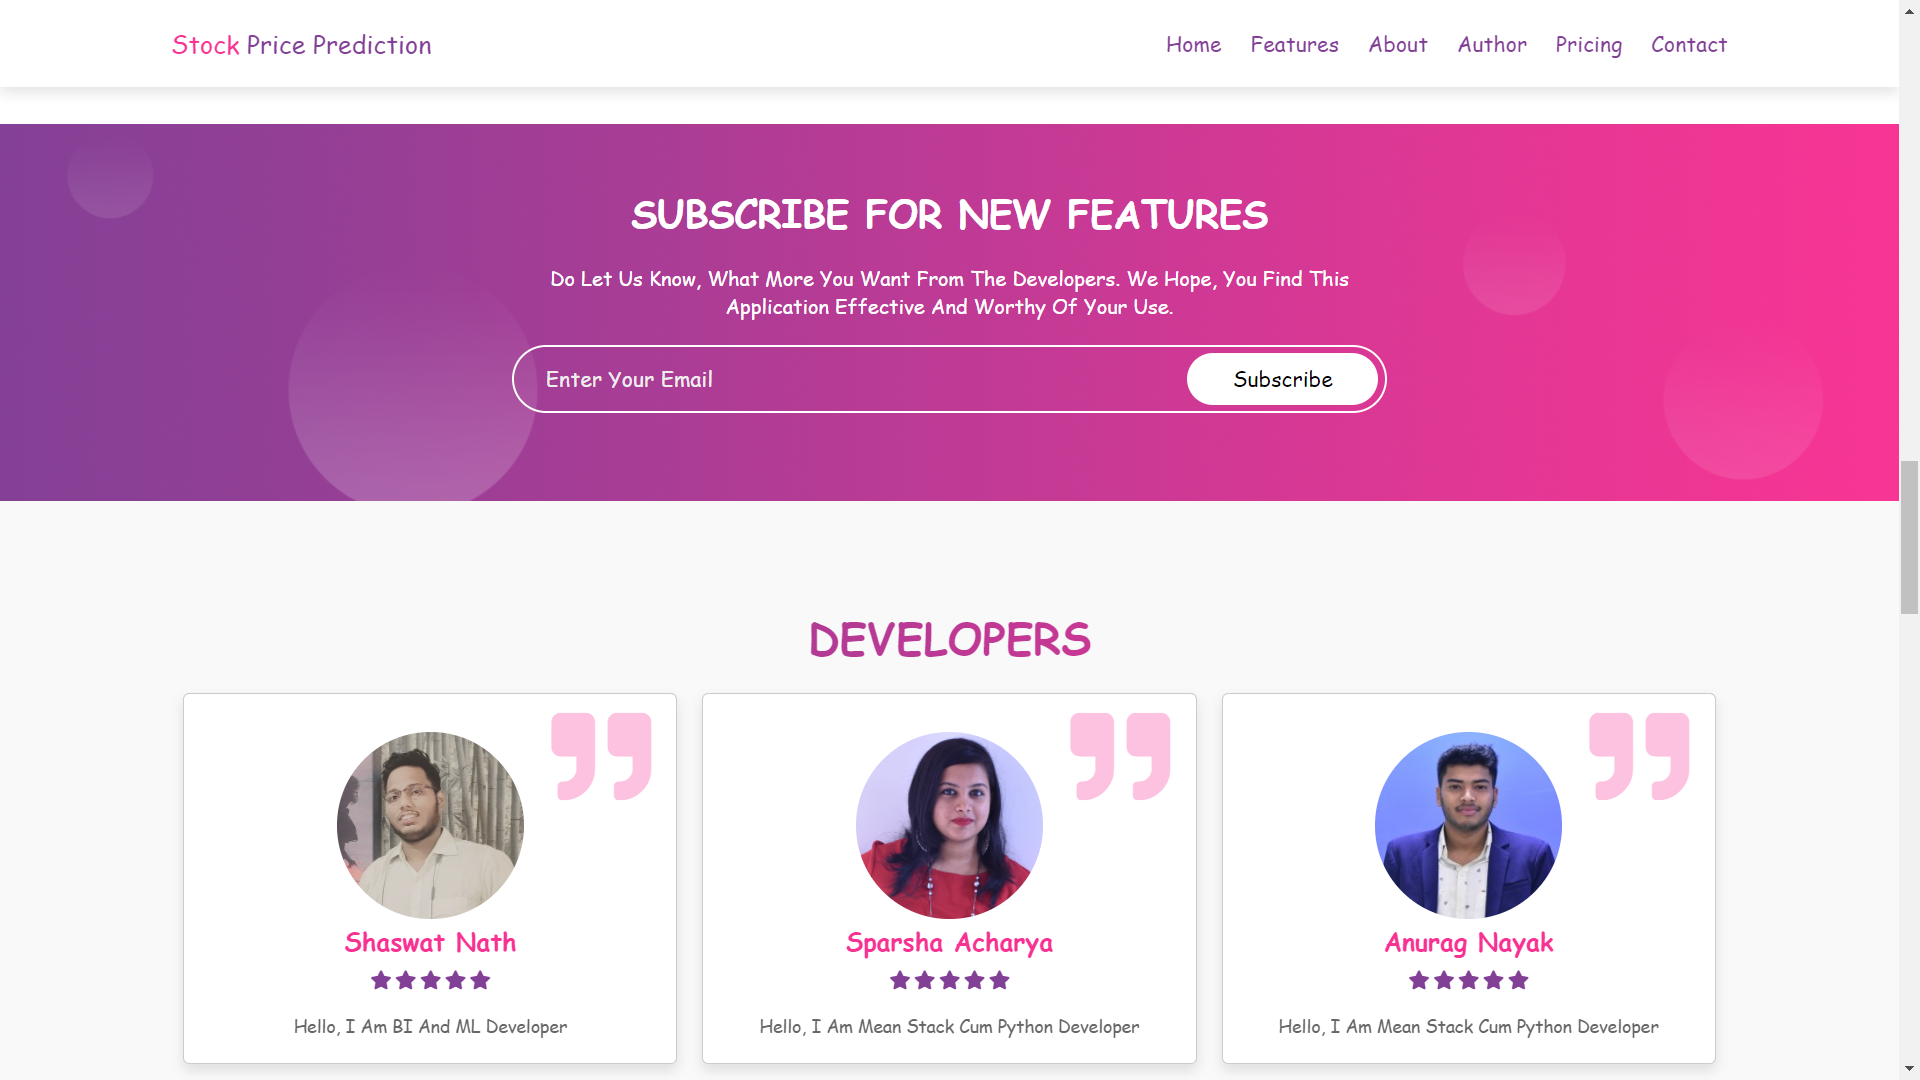 Stock Price Prediction
Home Features About Author Pricing Contact
SUBSCRIBE FOR NEW FEATURES
Do Let Us Know, What More You Want From The Developers. We Hope, You Find This
Application Effective And Worthy Of Your Use.
Enter Your Email
Subscribe
DEVELOPERS
Shaswat Nath
Hello, I Am BI And ML Developer
Sparsha Acharya
Hello, I Am Mean Stack Cum Python Developer
Anurag Nayak
Hello, I Am Mean Stack Cum Python Developer